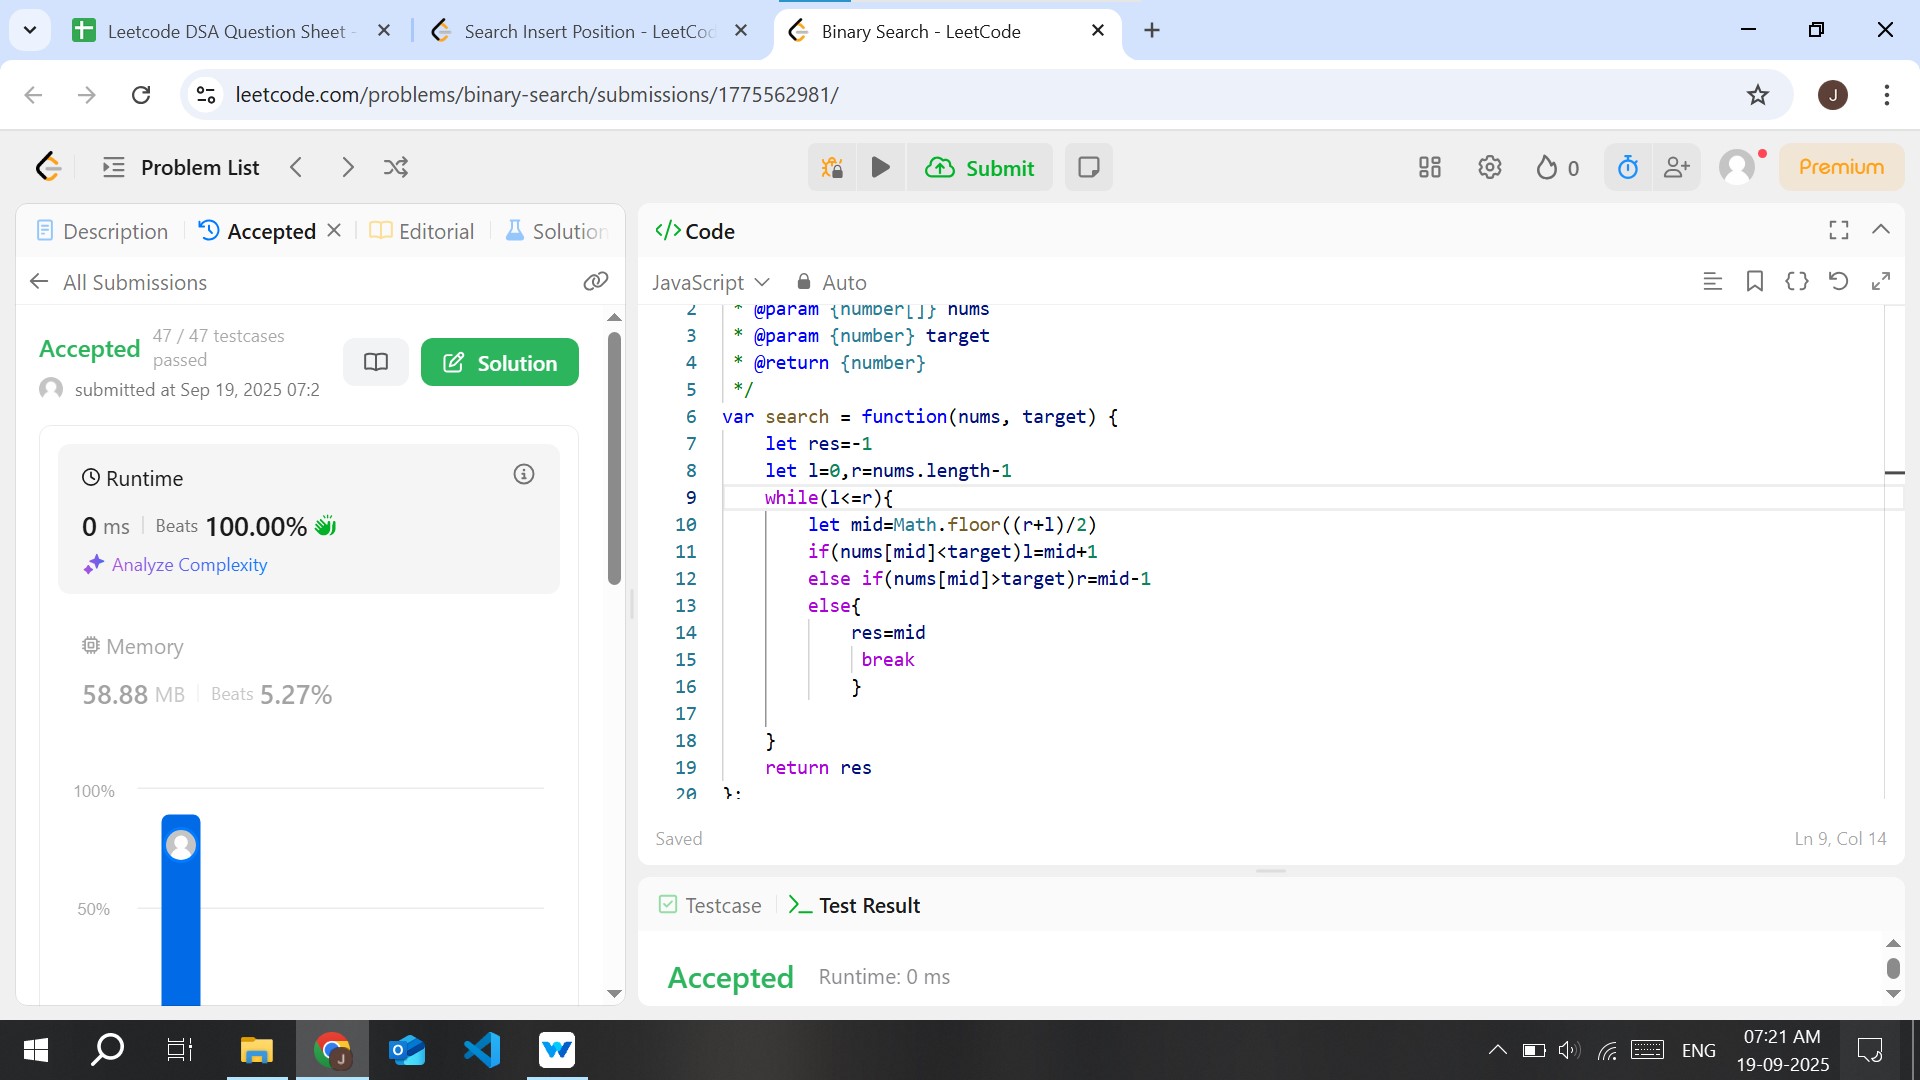 Leetcode DSA Question Sheet -
Search Insert Position - LeetCod
Binary Search - LeetCode
leetcode.com/problems/binary-search/submissions/1775562981/
J
Problem List
Submit
0
Premium
Description
Accepted
Editorial
Solution
All Submissions
Accepted
47 / 47 testcases
passed
submitted at Sep 19, 2025 07:2
Solution
Runtime
0 ms
Beats 100.00%
Analyze Complexity
Memory
58.88 MB
Beats 5.27%
100%
50%
</> Code
JavaScript
Auto
2 * @param {number[]} nums
3 * @param {number} target
4 * @return {number}
5 */
6 var search = function(nums, target) {
7 let res=-1
8 let l=0,r=nums.length-1
9 while(l<=r){
10 let mid=Math.floor((r+l)/2)
11 if(nums[mid]<target)l=mid+1
12 else if(nums[mid]>target)r=mid-1
13 else{
14 res=mid
15 break
16 }
17
18 }
19 return res
20 };
Saved
Ln 9, Col 14
Testcase
>_ Test Result
Accepted
Runtime: 0 ms
J
W
ENG
07:21 AM
19-09-2025